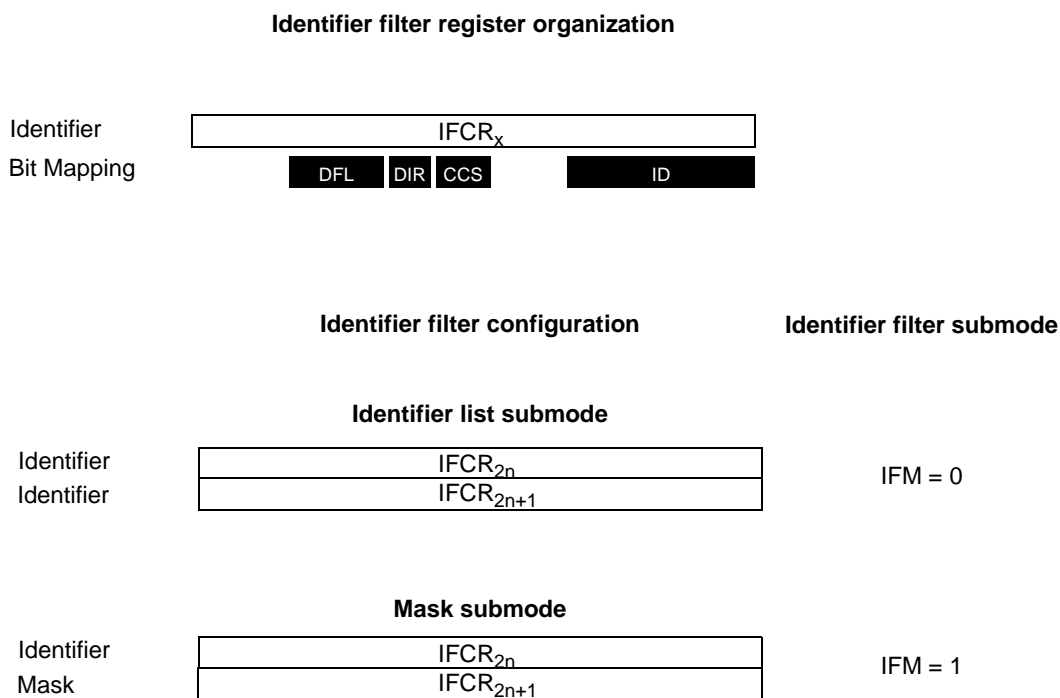 Identifier filter register organization
Identifier IFCRx
Bit Mapping DFL DIR CCS ID
Identifier filter configuration Identifier filter submode
Identifier list submode
Identifier IFCR2n
IFM = 0
Identifier IFCR2n+1
Mask submode
Identifier IFCR2n
IFM = 1
Mask IFCR2n+1